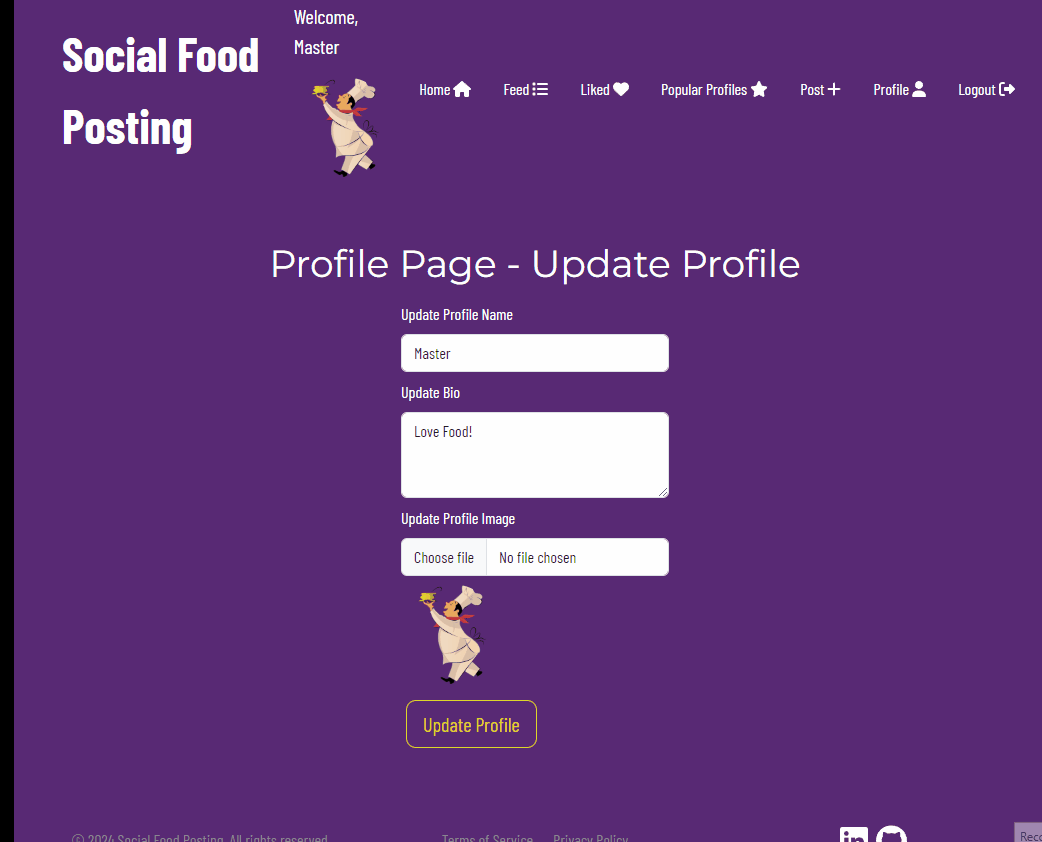 Social Food
Posting
Welcome,
Master
Home
Feed
Liked
Popular Profiles
Post
Profile
Logout
Profile Page - Update Profile
Update Profile Name
Master
Update Bio
Love Food!
Update Profile Image
Choose file No file chosen
Update Profile
© 2024 Social Food Posting. All rights reserved.
Terms of Service
Privacy Policy
in